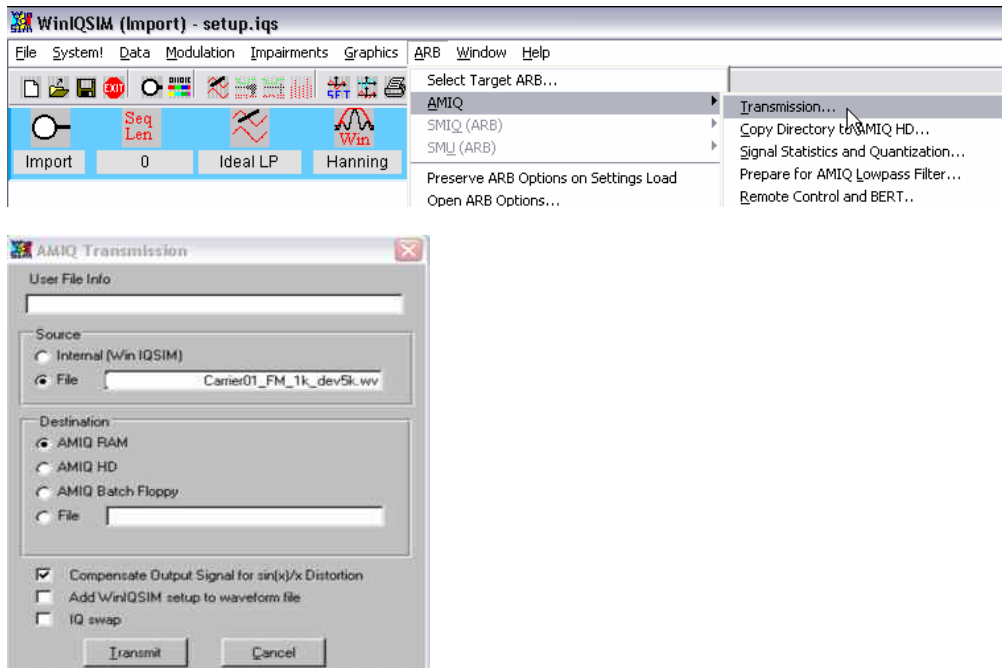 WinIQSIM (Import) - setup.iqs
File System! Data Modulation Impairments Graphics ARB Window Help
EXIT
SET
Seq
Len
Win
Import 0 Ideal LP Hanning
Select Target ARB...
AMIQ
SMIQ (ARB)
SMU (ARB)
Preserve ARB Options on Settings Load
Open ARB Options...
Transmission...
Copy Directory to AMIQ HD...
Signal Statistics and Quantization...
Prepare for AMIQ Lowpass Filter...
Remote Control and BERT..
AMIQ Transmission
User File Info
Source
Internal (Win IQSIM)
File Carrier01_FM_1k_dev5k.wv
Destination
AMIQ RAM
AMIQ HD
AMIQ Batch Floppy
File
Compensate Output Signal for sin(x)/x Distortion
Add WinIQSIM setup to waveform file
IQ swap
Transmit Cancel